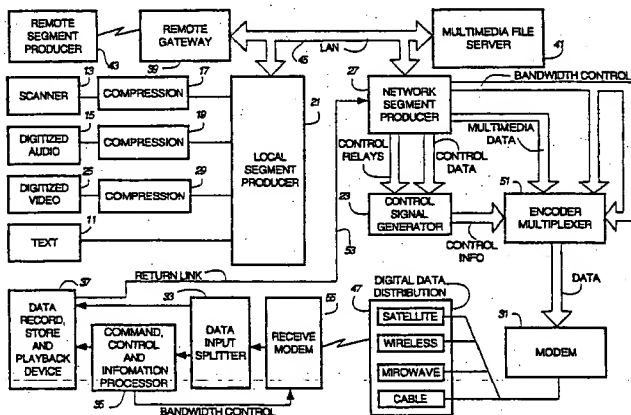 REMOTE
SEGMENT
PRODUCER
43
REMOTE
GATEWAY
39
LAN
45
MULTIMEDIA FILE
SERVER
41
SCANNER
13
COMPRESSION
17
DIGITIZED
AUDIO
15
COMPRESSION
19
DIGITIZED
VIDEO
25
COMPRESSION
29
TEXT
11
LOCAL
SEGMENT
PRODUCER
21
27
NETWORK
SEGMENT
PRODUCER
BANDWIDTH CONTROL
CONTROL
RELAYS
CONTROL
DATA
MULTIMEDIA
DATA
23
CONTROL
SIGNAL
GENERATOR
CONTROL
INFO
51
ENCODER
MULTIPLEXER
53
DATA
MODEM
31
RETURN LINK
37
DATA
RECORD,
STORE
AND
PLAYBACK
DEVICE
COMMAND,
CONTROL
AND
INFOMATION
PROCESSOR
35
33
DATA
INPUT
SPLITTER
55
RECEIVE
MODEM
BANDWIDTH CONTROL
DIGITAL DATA
DISTRIBUTION
47
SATELLITE
WIRELESS
MIROWAVE
CABLE